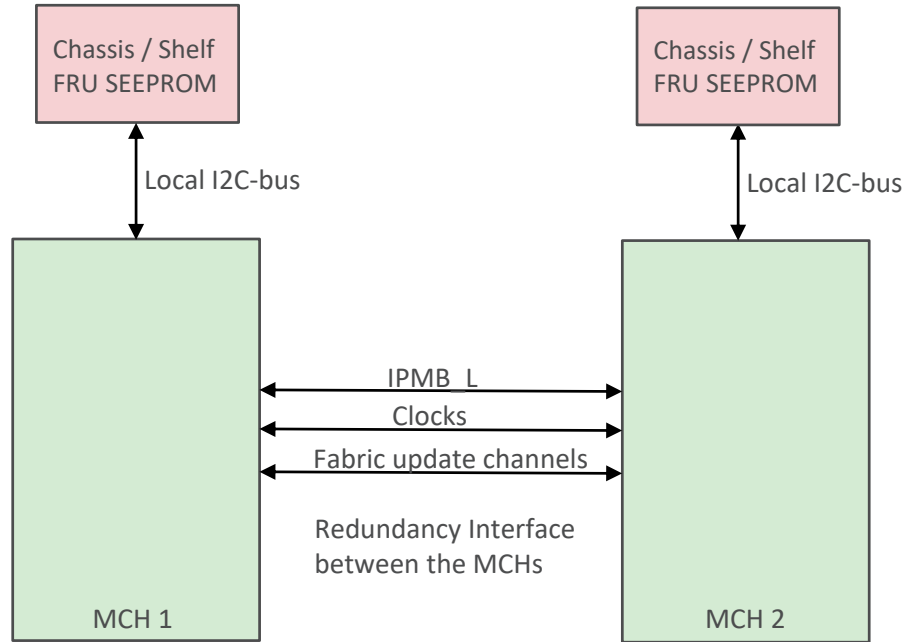 Chassis / Shelf
FRU SEEPROM
Chassis / Shelf
FRU SEEPROM
Local I2C-bus
Local I2C-bus
IPMB_L
Clocks
Fabric update channels
Redundancy Interface
between the MCHs
MCH 1
MCH 2